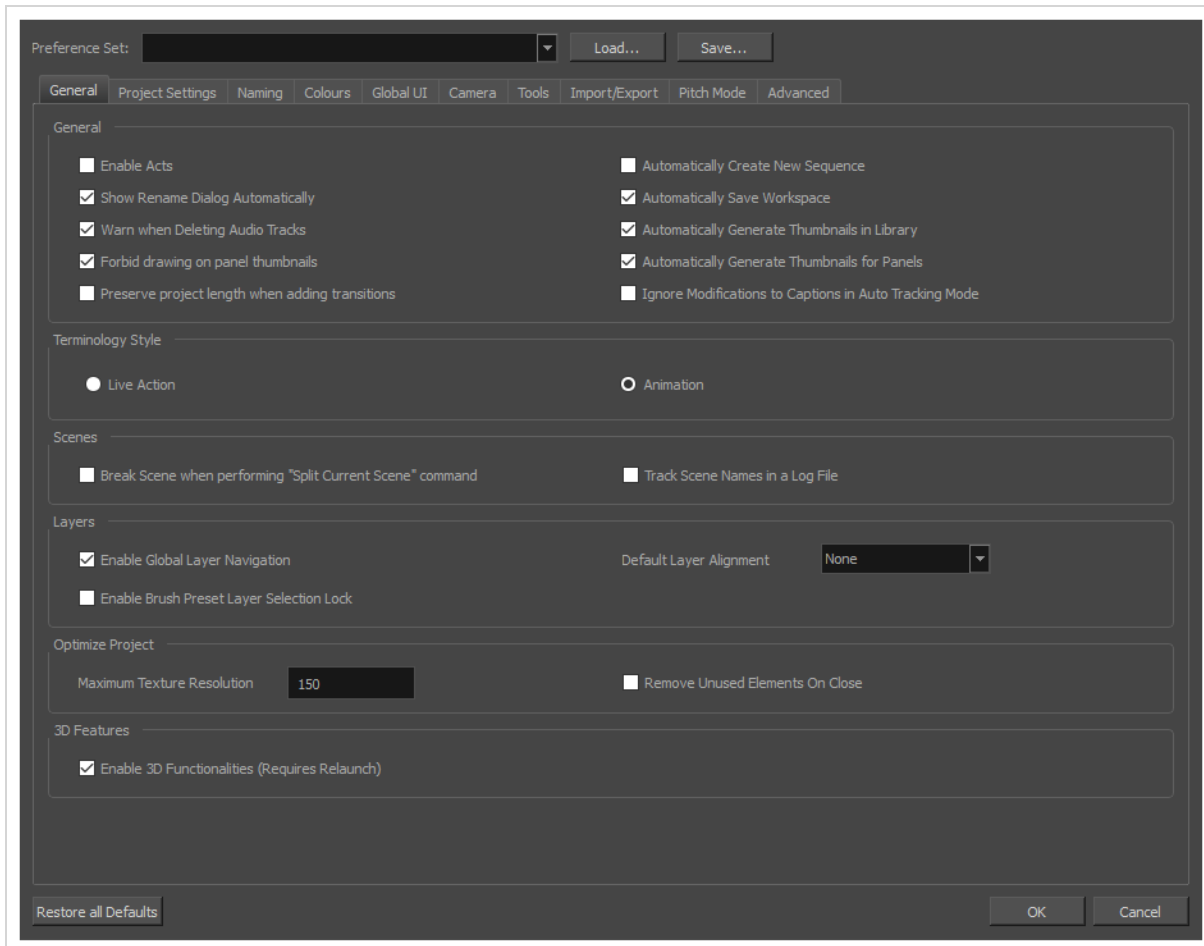 Preference Set: Load... Save...
General Project Settings Naming Colours Global UI Camera Tools Import/Export Pitch Mode Advanced
General
Enable Acts Automatically Create New Sequence
Show Rename Dialog Automatically Automatically Save Workspace
Warn when Deleting Audio Tracks Automatically Generate Thumbnails in Library
Forbid drawing on panel thumbnails Automatically Generate Thumbnails for Panels
Preserve project length when adding transitions Ignore Modifications to Captions in Auto Tracking Mode
Terminology Style
Live Action Animation
Scenes
Break Scene when performing "Split Current Scene" command Track Scene Names in a Log File
Layers
Enable Global Layer Navigation Default Layer Alignment None
Enable Brush Preset Layer Selection Lock
Optimize Project
Maximum Texture Resolution 150 Remove Unused Elements On Close
3D Features
Enable 3D Functionalities (Requires Relaunch)
Restore all Defaults OK Cancel